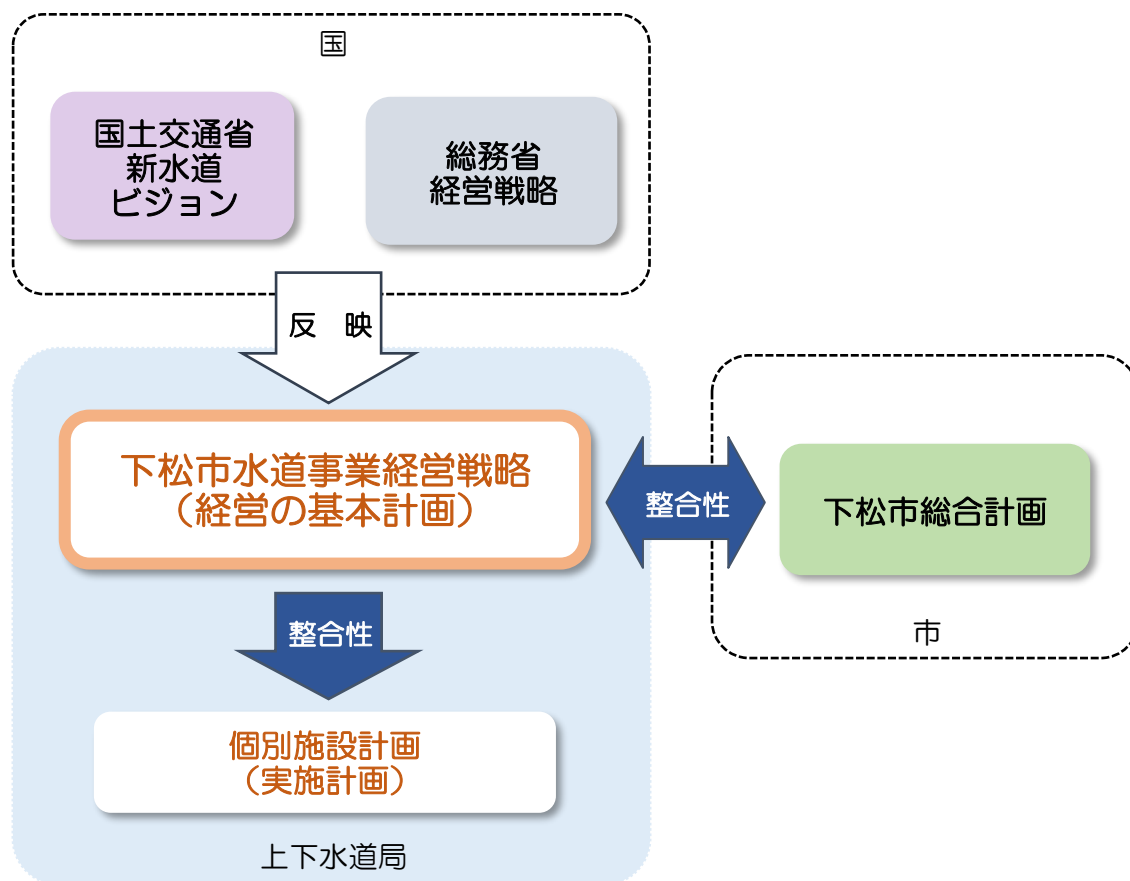 国
国土交通省
新水道
ビジョン
総務省
経営戦略
反　映
下松市水道事業経営戦略
（経営の基本計画）
整合性
下松市総合計画
市
整合性
個別施設計画
（実施計画）
上下水道局